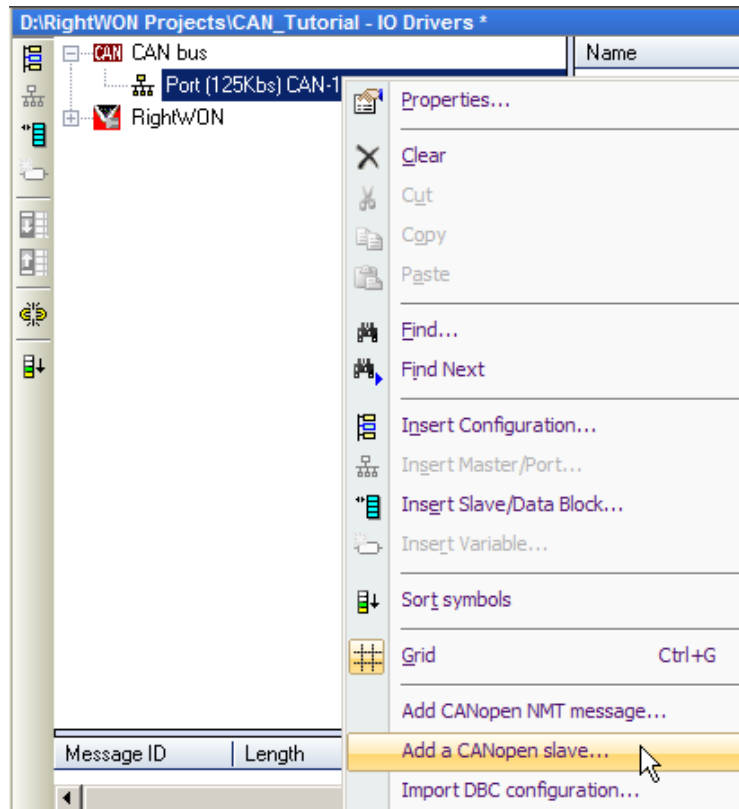 D:\RightWON Projects\CAN_Tutorial - IO Drivers *
CAN CAN bus
Name
Port (125Kbs) CAN-1
RightWON
Properties...
Clear
Cut
Copy
Paste
Find...
Find Next
Insert Configuration...
Insert Master/Port...
Insert Slave/Data Block...
Insert Variable...
Sort symbols
Grid Ctrl+G
Add CANopen NMT message...
Add a CANopen slave...
Import DBC configuration...
Message ID Length